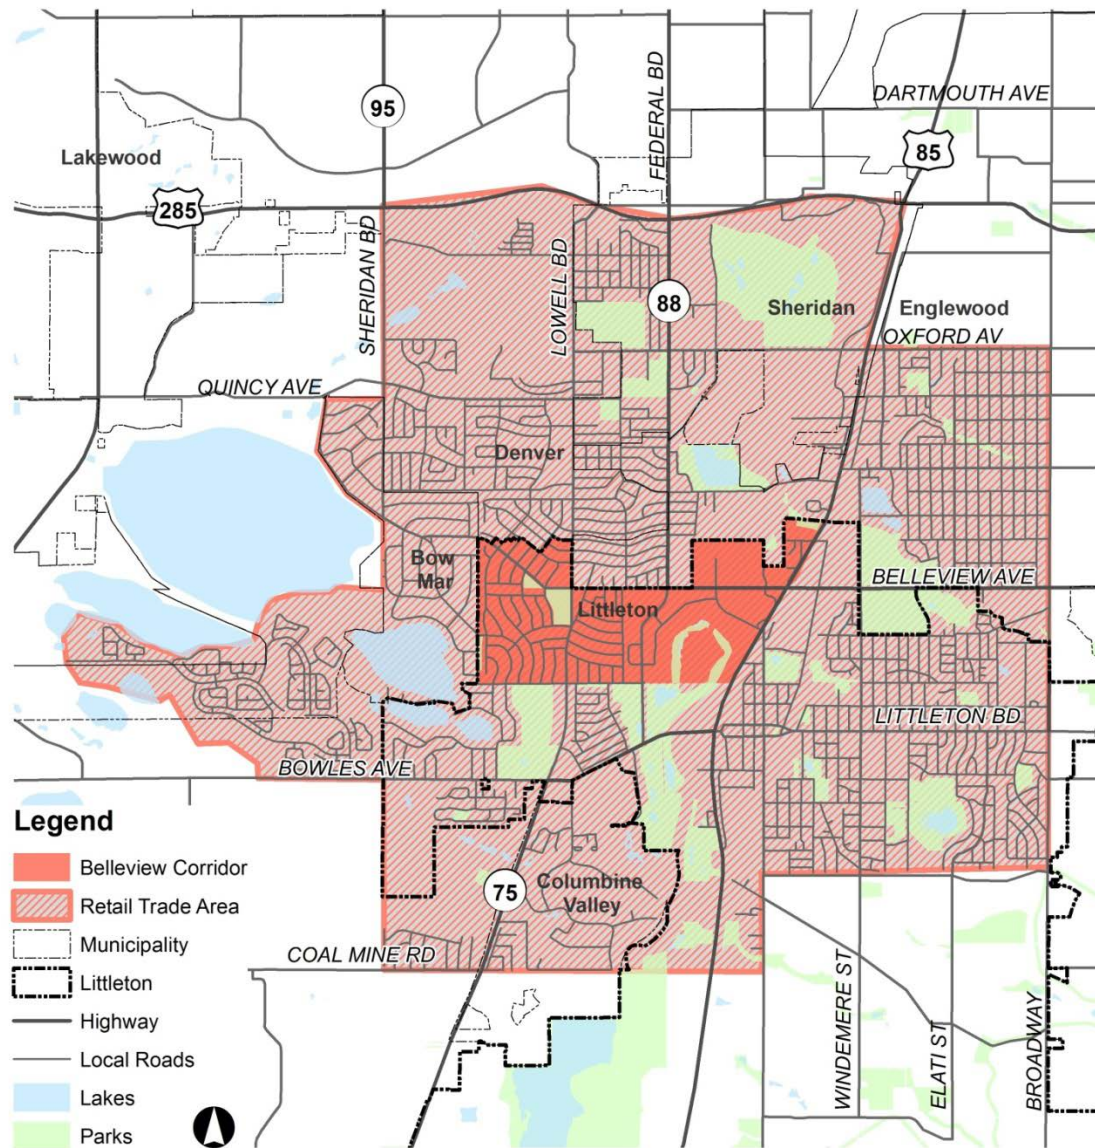 DARTMOUTH AVE
95
FEDERAL BD
85
Lakewood
285
SHERIDAN BD
LOWELL BD
88
Sheridan
Englewood
OXFORD AV
QUINCY AVE
Denver
Bow
Mar
BELLEVIEW AVE
Littleton
LITTLETON BD
BOWLES AVE
Legend
Belleview Corridor
Retail Trade Area
Municipality
Littleton
Highway
Local Roads
Lakes
Parks
75
Columbine
Valley
COAL MINE RD
WINDEMERE ST
ELATI ST
BROADWAY